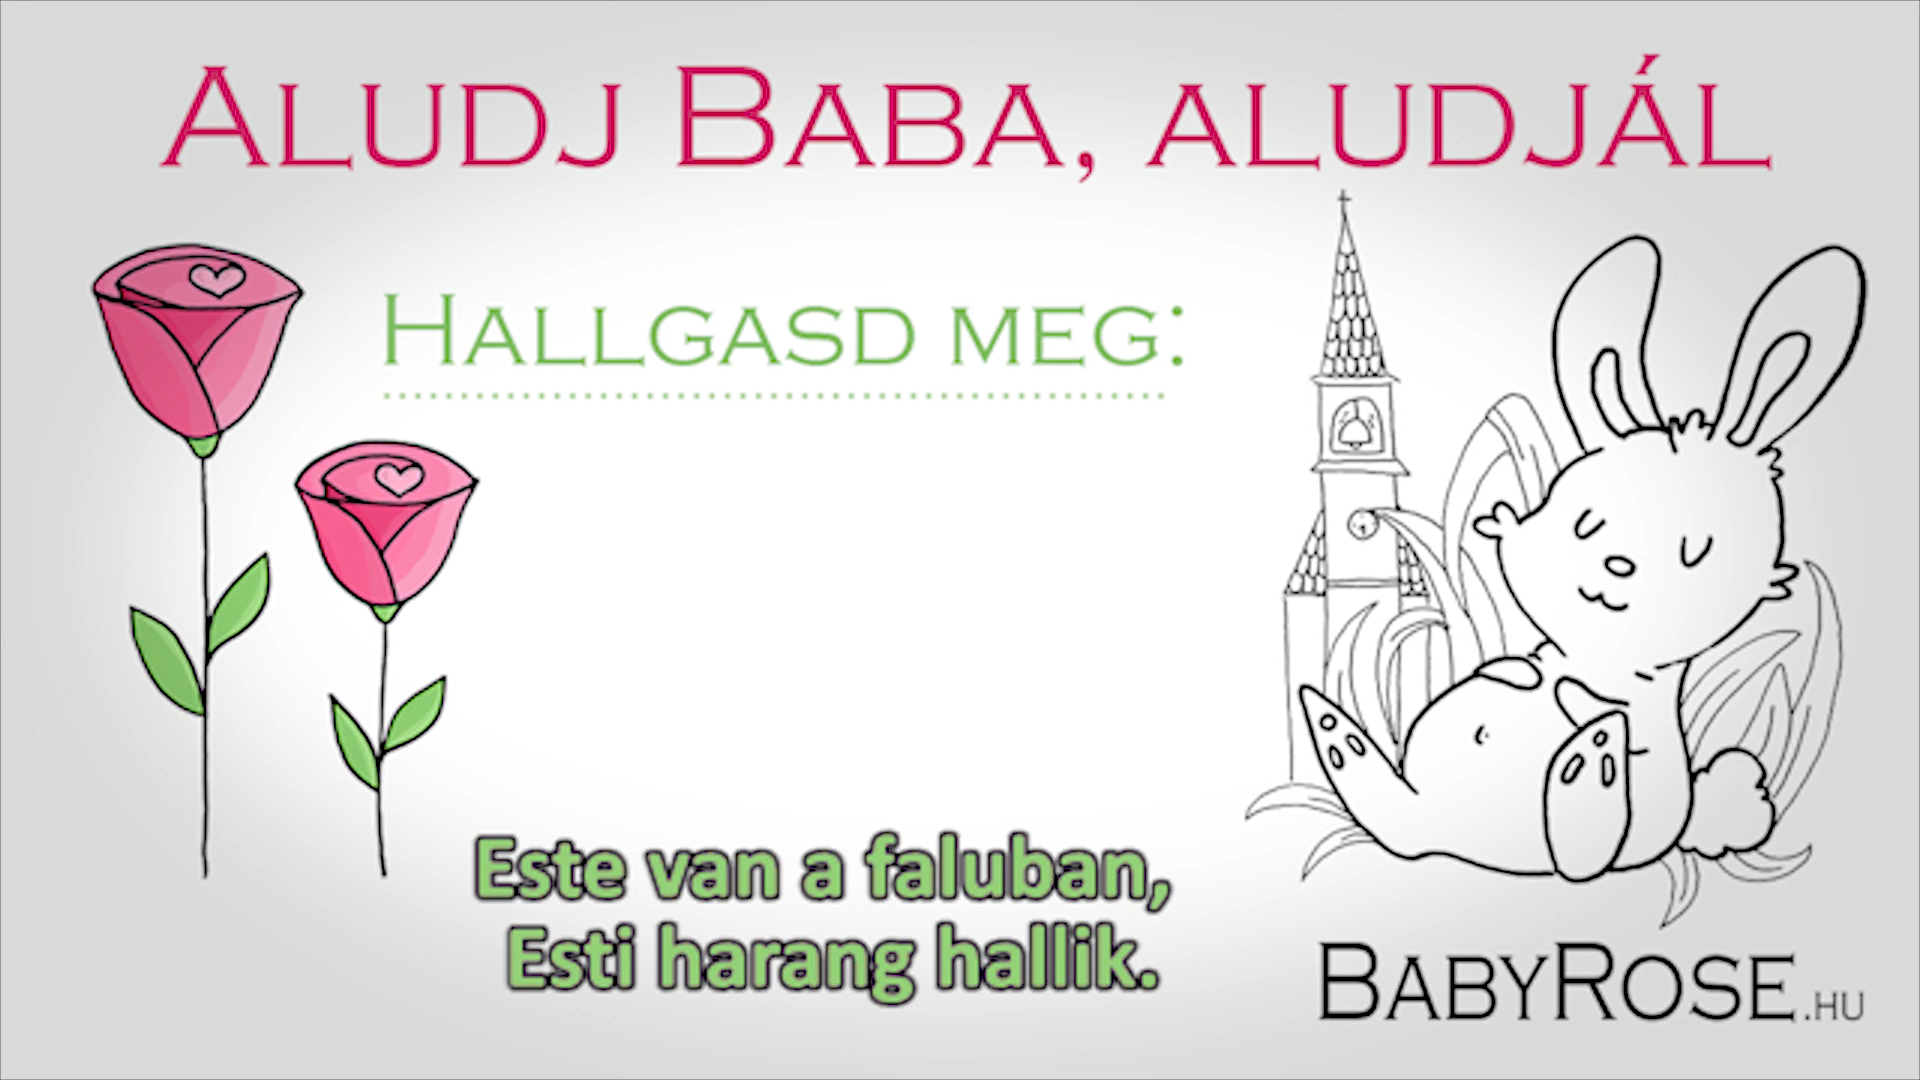 Aludj Baba, aludjál
Hallgasd meg:
Este van a faluban,
Esti harang hallik.
BabyRose.hu